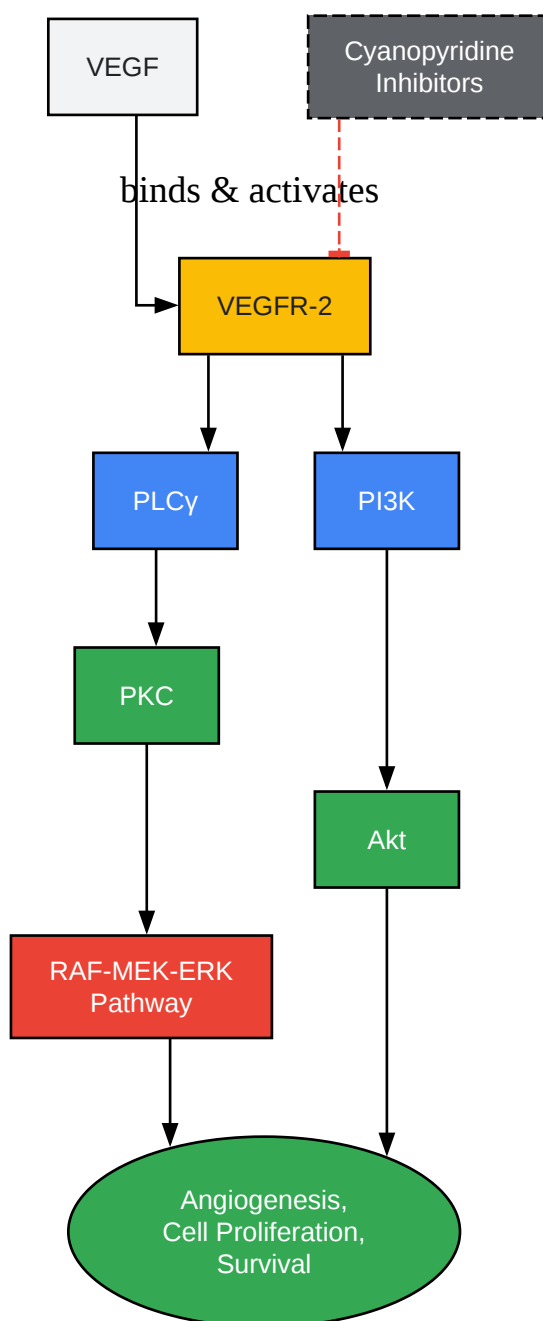 VEGF
Cyanopyridine
Inhibitors
binds & activates
VEGFR-2
PLCγ
PI3K
PKC
Akt
RAF-MEK-ERK
Pathway
Angiogenesis,
Cell Proliferation,
Survival